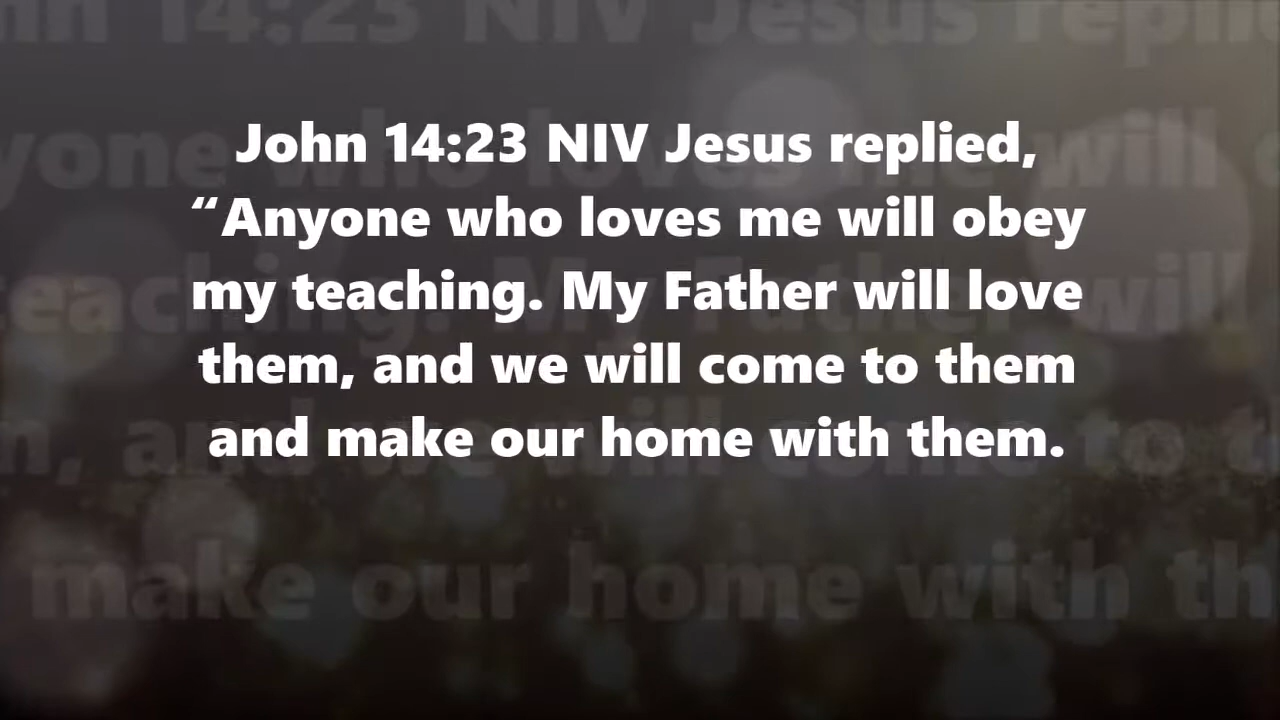 John 14:23 NIV Jesus replied,
“Anyone who loves me will obey
my teaching. My Father will love
them, and we will come to them
and make our home with them.